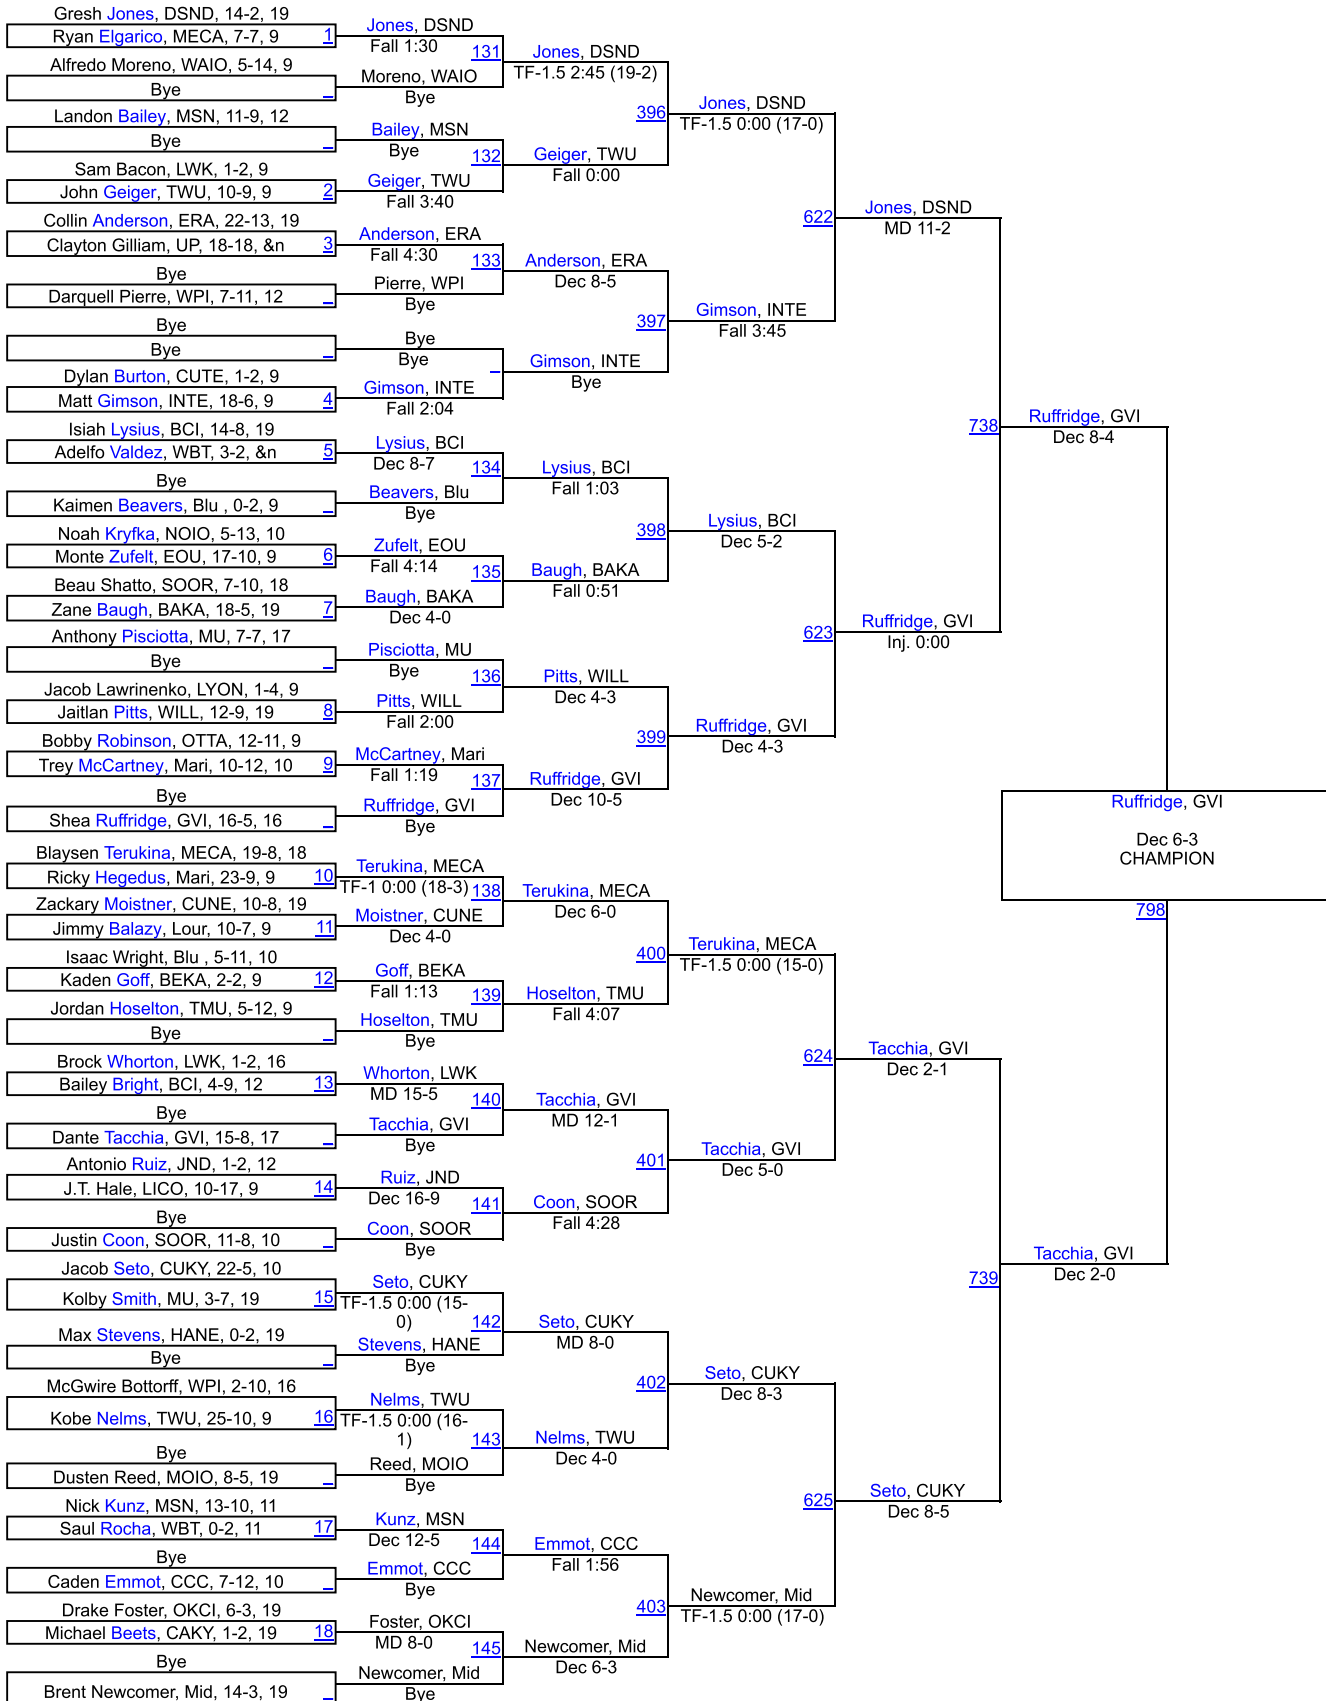 Gresh Jones, DSND, 14-2, 19
Ryan Elgarico, MECA, 7-7, 9 1
Alfredo Moreno, WAIO, 5-14, 9
Bye _
Landon Bailey, MSN, 11-9, 12
Bye _
Sam Bacon, LWK, 1-2, 9
John Geiger, TWU, 10-9, 9 2
Collin Anderson, ERA, 22-13, 19
Clayton Gilliam, UP, 18-18, &n 3
Bye
Darquell Pierre, WPI, 7-11, 12 _
Bye
Bye _
Dylan Burton, CUTE, 1-2, 9
Matt Gimson, INTE, 18-6, 9 4
Isiah Lysius, BCI, 14-8, 19
Adelfo Valdez, WBT, 3-2, &n 5
Bye
Kaimen Beavers, Blu , 0-2, 9 _
Noah Kryfka, NOIO, 5-13, 10
Monte Zufelt, EOU, 17-10, 9 6
Beau Shatto, SOOR, 7-10, 18
Zane Baugh, BAKA, 18-5, 19 7
Anthony Pisciotta, MU, 7-7, 17
Bye _
Jacob Lawrinenko, LYON, 1-4, 9
Jaitlan Pitts, WILL, 12-9, 19 8
Bobby Robinson, OTTA, 12-11, 9
Trey McCartney, Mari, 10-12, 10 9
Bye
Shea Ruffridge, GVI, 16-5, 16 _
Blaysen Terukina, MECA, 19-8, 18
Ricky Hegedus, Mari, 23-9, 9 10
Zackary Moistner, CUNE, 10-8, 19
Jimmy Balazy, Lour, 10-7, 9 11
Isaac Wright, Blu , 5-11, 10
Kaden Goff, BEKA, 2-2, 9 12
Jordan Hoselton, TMU, 5-12, 9
Bye _
Brock Whorton, LWK, 1-2, 16
Bailey Bright, BCI, 4-9, 12 13
Bye
Dante Tacchia, GVI, 15-8, 17 _
Antonio Ruiz, JND, 1-2, 12
J.T. Hale, LICO, 10-17, 9 14
Bye
Justin Coon, SOOR, 11-8, 10 _
Jacob Seto, CUKY, 22-5, 10
Kolby Smith, MU, 3-7, 19 15
Max Stevens, HANE, 0-2, 19
Bye _
McGwire Bottorff, WPI, 2-10, 16
Kobe Nelms, TWU, 25-10, 9 16
Bye
Dusten Reed, MOIO, 8-5, 19 _
Nick Kunz, MSN, 13-10, 11
Saul Rocha, WBT, 0-2, 11 17
Bye
Caden Emmot, CCC, 7-12, 10 _
Drake Foster, OKCI, 6-3, 19
Michael Beets, CAKY, 1-2, 19 18
Bye
Brent Newcomer, Mid, 14-3, 19 _
Jones, DSND
Fall 1:30
131
Moreno, WAIO
Bye
Bailey, MSN
Bye
132
Geiger, TWU
Fall 3:40
Anderson, ERA
Fall 4:30
133
Pierre, WPI
Bye
Bye
Bye
_
Gimson, INTE
Fall 2:04
Lysius, BCI
Dec 8-7
134
Beavers, Blu
Bye
Zufelt, EOU
Fall 4:14
135
Baugh, BAKA
Dec 4-0
Pisciotta, MU
Bye
136
Pitts, WILL
Fall 2:00
McCartney, Mari
Fall 1:19
137
Ruffridge, GVI
Bye
Terukina, MECA
TF-1 0:00 (18-3)
138
Moistner, CUNE
Dec 4-0
Goff, BEKA
Fall 1:13
139
Hoselton, TMU
Bye
Whorton, LWK
MD 15-5
140
Tacchia, GVI
Bye
Ruiz, JND
Dec 16-9
141
Coon, SOOR
Bye
Seto, CUKY
TF-1.5 0:00 (15-
0)
142
Stevens, HANE
Bye
Nelms, TWU
TF-1.5 0:00 (16-
1)
143
Reed, MOIO
Bye
Kunz, MSN
Dec 12-5
144
Emmot, CCC
Bye
Foster, OKCI
MD 8-0
145
Newcomer, Mid
Bye
Jones, DSND
TF-1.5 2:45 (19-2)
396
Geiger, TWU
Fall 0:00
Anderson, ERA
Dec 8-5
397
Gimson, INTE
Bye
Lysius, BCI
Fall 1:03
398
Baugh, BAKA
Fall 0:51
Pitts, WILL
Dec 4-3
399
Ruffridge, GVI
Dec 10-5
Terukina, MECA
Dec 6-0
400
Hoselton, TMU
Fall 4:07
Tacchia, GVI
MD 12-1
401
Coon, SOOR
Fall 4:28
Seto, CUKY
MD 8-0
402
Nelms, TWU
Dec 4-0
Emmot, CCC
Fall 1:56
403
Newcomer, Mid
Dec 6-3
Jones, DSND
TF-1.5 0:00 (17-0)
622
Gimson, INTE
Fall 3:45
Lysius, BCI
Dec 5-2
623
Ruffridge, GVI
Dec 4-3
Terukina, MECA
TF-1.5 0:00 (15-0)
624
Tacchia, GVI
Dec 5-0
Seto, CUKY
Dec 8-3
625
Newcomer, Mid
TF-1.5 0:00 (17-0)
Jones, DSND
MD 11-2
738
Ruffridge, GVI
Inj. 0:00
Tacchia, GVI
Dec 2-1
739
Seto, CUKY
Dec 8-5
Ruffridge, GVI
Dec 8-4
Ruffridge, GVI
Dec 6-3
CHAMPION
798
Tacchia, GVI
Dec 2-0